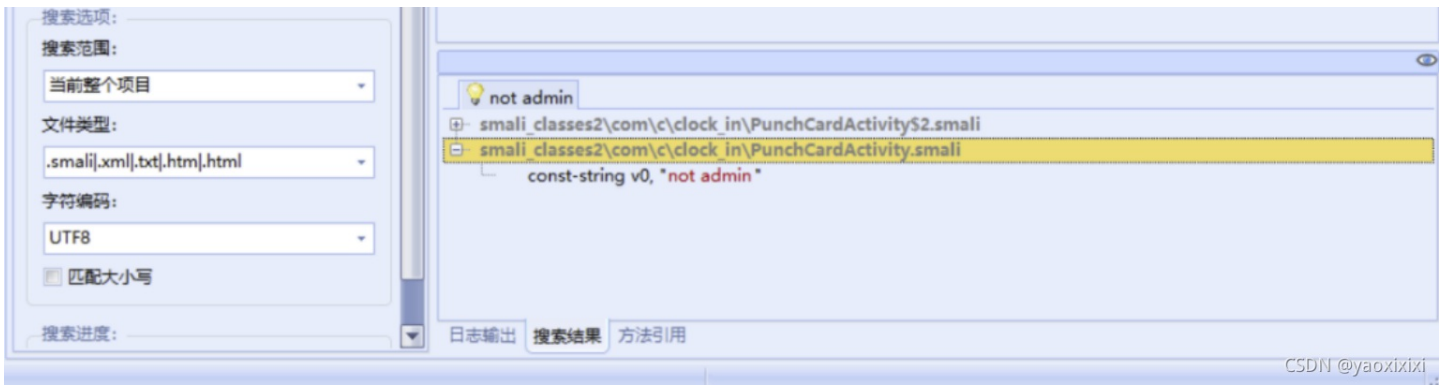 搜索选项:
搜索范围:
当前整个项目
文件类型:
.smali|.xml|.txt|.htm|.html
字符编码:
UTF8
匹配大小写
搜索进度:
not admin
smali_classes2\com\c\clock_in\PunchCardActivity$2.smali
smali_classes2\com\c\clock_in\PunchCardActivity.smali
const-string v0, "not admin"
日志输出 搜索结果 方法引用
CSDN @yaoxixixi